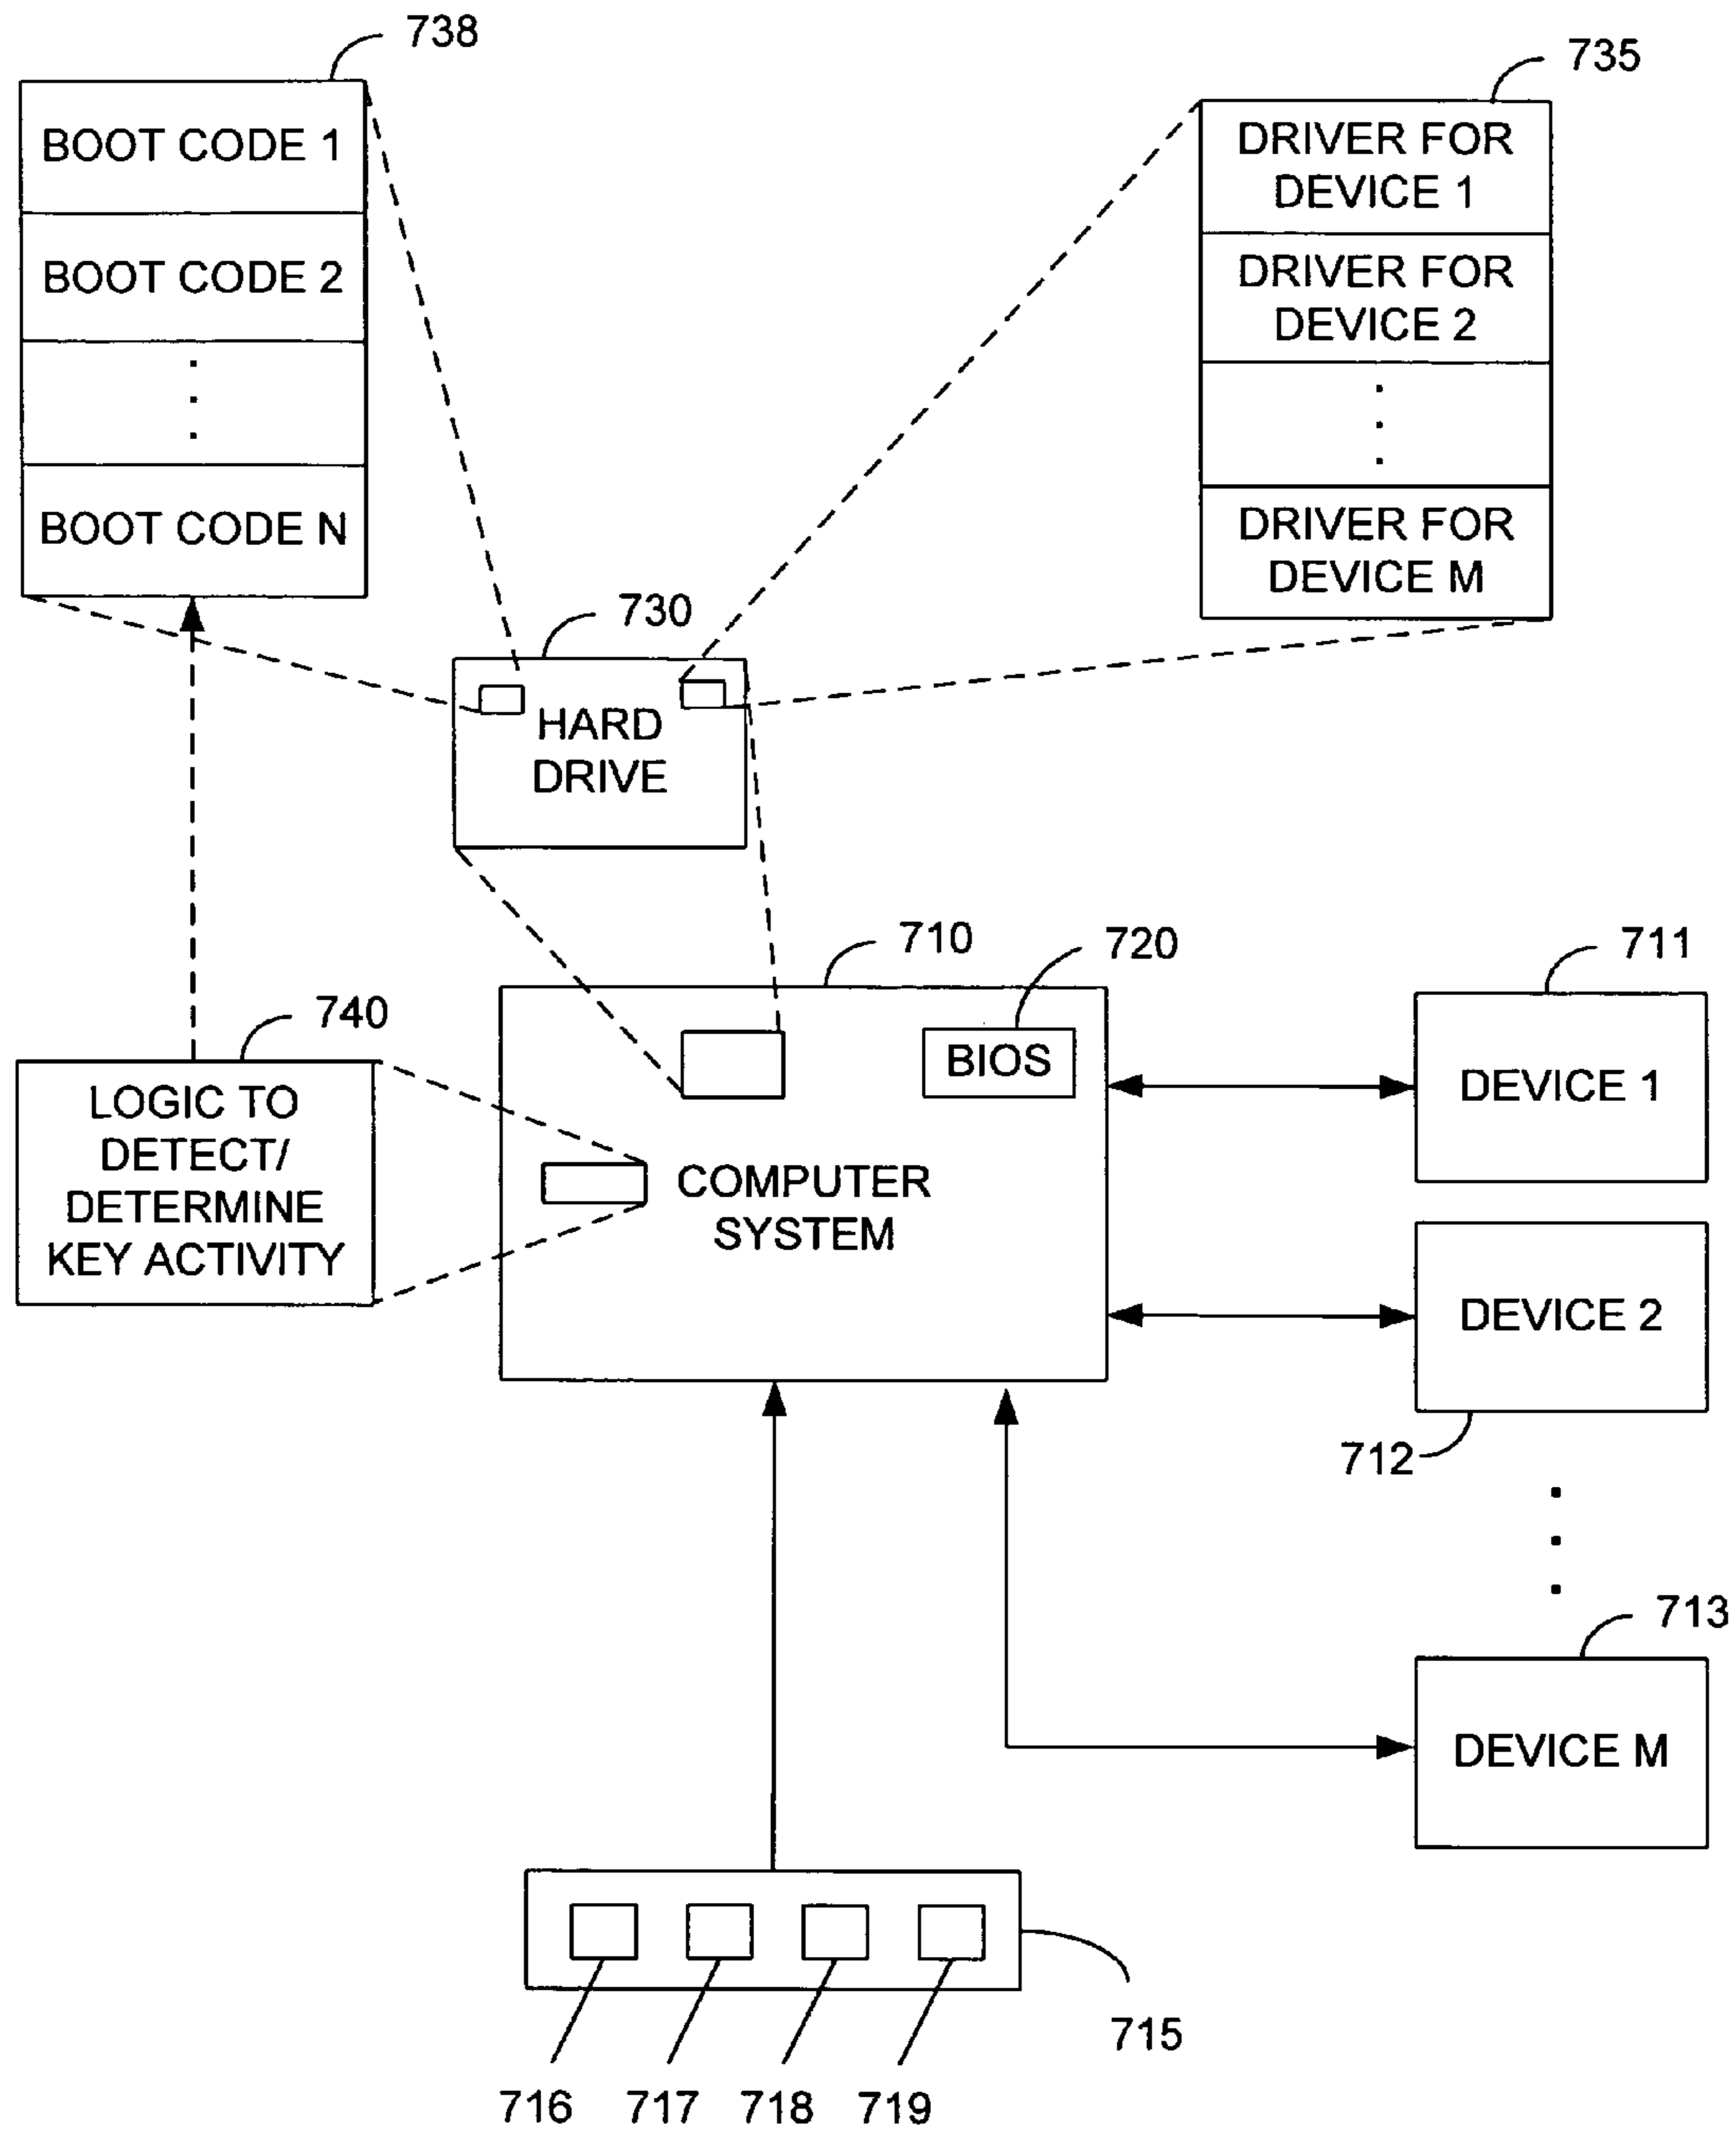 738
BOOT CODE 1
BOOT CODE 2
BOOT CODE N
735
DRIVER FOR
DEVICE 1
DRIVER FOR
DEVICE 2
DRIVER FOR
DEVICE M
730
HARD
DRIVE
740
LOGIC TO
DETECT/
DETERMINE
KEY ACTIVITY
710
720
BIOS
COMPUTER
SYSTEM
711
DEVICE 1
DEVICE 2
712
713
DEVICE M
715
716
717
718
719